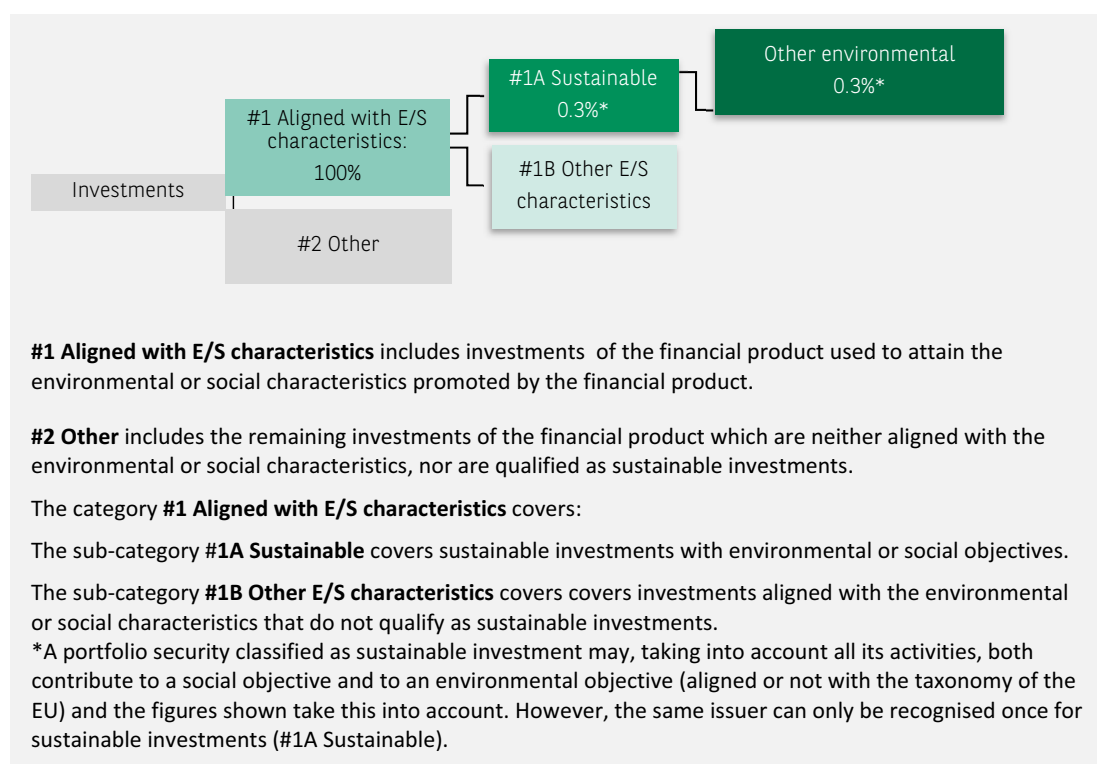 Other environmental
0.3%*
#1A Sustainable
0.3%*
#1 Aligned with E/S
characteristics:
100%
#1B Other E/S
characteristics
Investments
#2 Other
#1 Aligned with E/S characteristics includes investments  of the financial product used to attain the
environmental or social characteristics promoted by the financial product.
#2 Other includes the remaining investments of the financial product which are neither aligned with the
environmental or social characteristics, nor are qualified as sustainable investments.
The category #1 Aligned with E/S characteristics covers:
The sub-category #1A Sustainable covers sustainable investments with environmental or social objectives.
The sub-category #1B Other E/S characteristics covers covers investments aligned with the environmental
or social characteristics that do not qualify as sustainable investments.
*A portfolio security classified as sustainable investment may, taking into account all its activities, both
contribute to a social objective and to an environmental objective (aligned or not with the taxonomy of the
EU) and the figures shown take this into account. However, the same issuer can only be recognised once for
sustainable investments (#1A Sustainable).